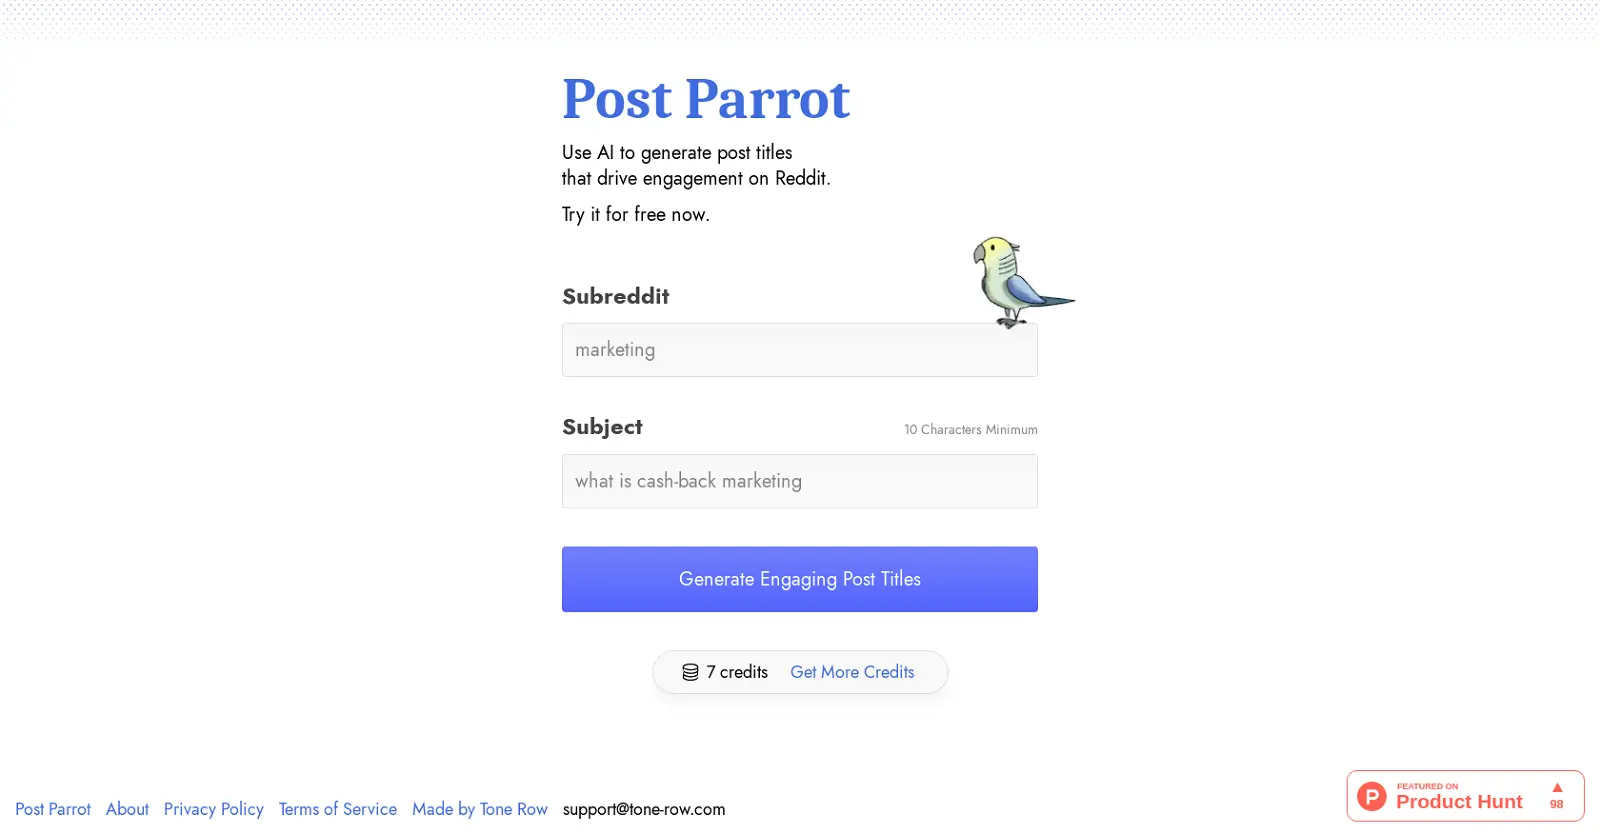 Post Parrot
Use AI to generate post titles
that drive engagement on Reddit.
Try it for free now.
Subreddit
marketing
Subject
10 Characters Minimum
what is cash-back marketing
Generate Engaging Post Titles
7 credits
Get More Credits
Post Parrot
About
Privacy Policy
Terms of Service
Made by Tone Row
support@tone-row.com
P
FEATURED ON
Product Hunt
98